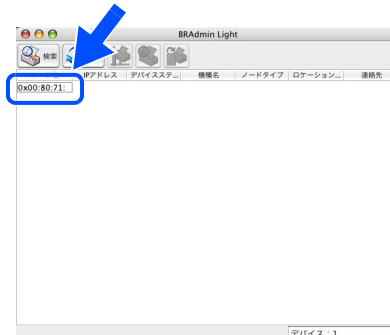 BRAdmin Light
検索
IPアドレス デバイスステ... 機種名 ノードタイプ ロケーション... 連絡先
0x00:80:71:
デバイス：1